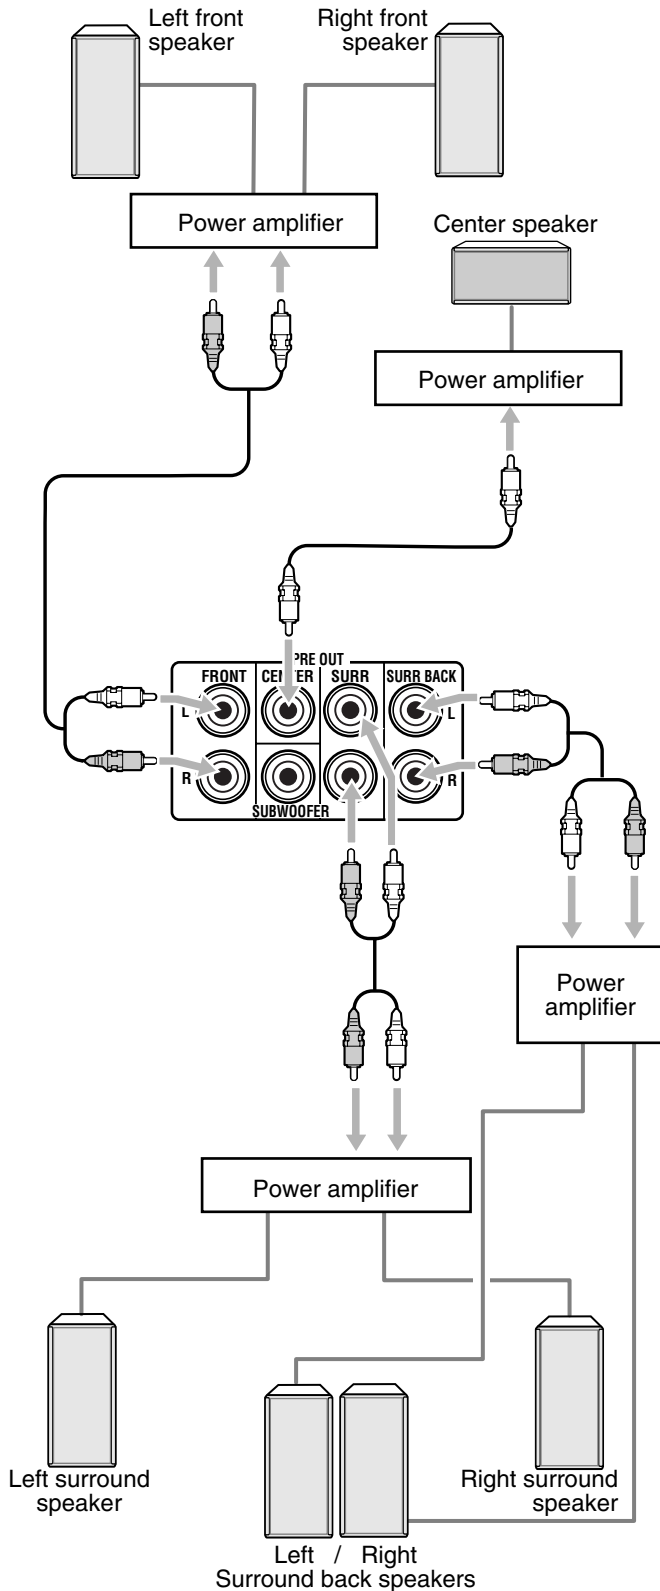 Left front
speaker
Right front
speaker
Power amplifier
Center speaker
Power amplifier
PRE OUT
FRONT CENTER SURR SURR BACK
L L
R R
SUBWOOFER
Power
amplifier
Power amplifier
Left surround
speaker
Right surround
speaker
Left / Right
Surround back speakers